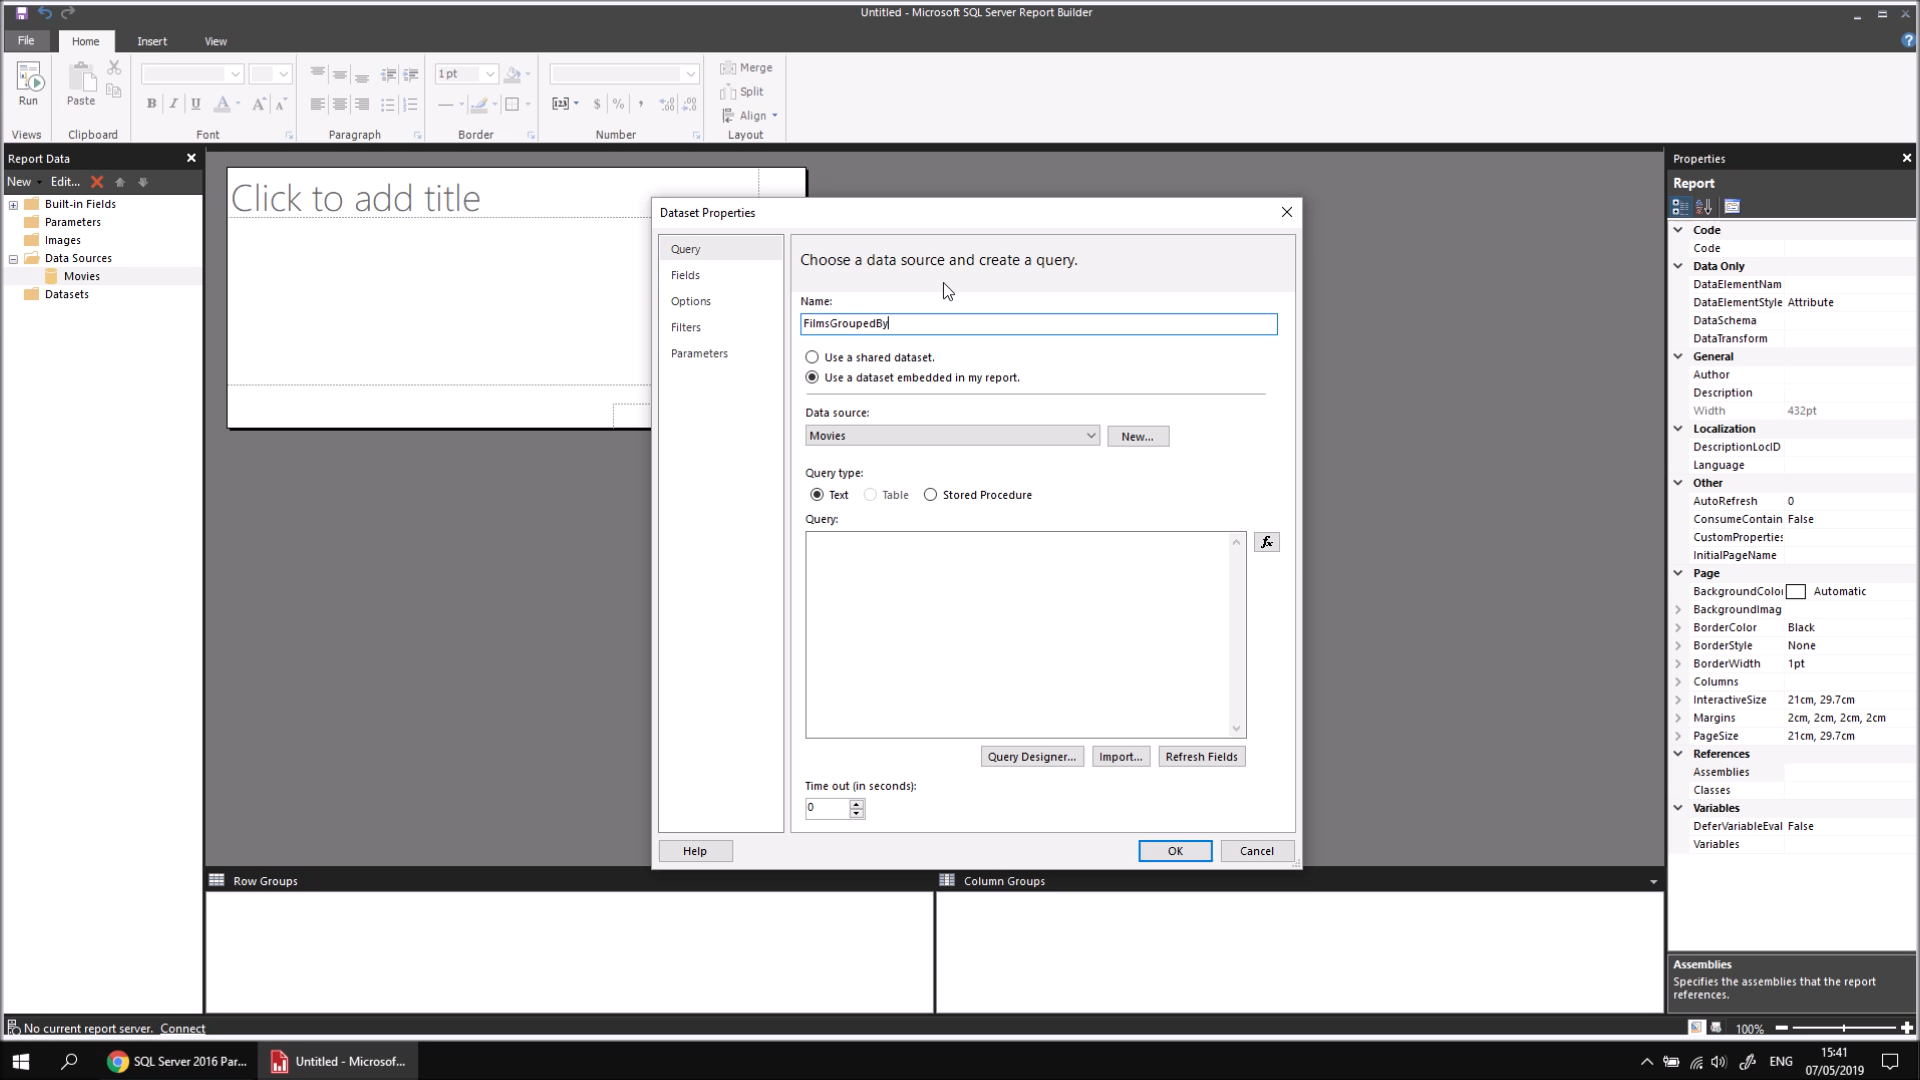 Untitled - Microsoft SQL Server Report Builder
File
Home
Insert
View
Run
Paste
1pt
Merge
Split
Align
Views
Clipboard
Font
Paragraph
Border
Number
Layout
Report Data
New
Edit...
Built-in Fields
Parameters
Images
Data Sources
Movies
Datasets
Click to add title
Dataset Properties
Query
Fields
Options
Filters
Parameters
Choose a data source and create a query.
Name:
FilmsGroupedBy
Use a shared dataset.
Use a dataset embedded in my report.
Data source:
Movies
New...
Query type:
Text
Table
Stored Procedure
Query:
fx
Query Designer...
Import...
Refresh Fields
Time out (in seconds):
0
Help
OK
Cancel
Properties
Report
Code
Code
Data Only
DataElementNam
DataElementStyle Attribute
DataSchema
DataTransform
General
Author
Description
Width 432pt
Localization
DescriptionLocID
Language
Other
AutoRefresh 0
ConsumeContain False
CustomProperties
InitialPageName
Page
BackgroundColor Automatic
BackgroundImag
BorderColor Black
BorderStyle None
BorderWidth 1pt
Columns
InteractiveSize 21cm, 29.7cm
Margins 2cm, 2cm, 2cm, 2cm
PageSize 21cm, 29.7cm
References
Assemblies
Classes
Variables
DeferVariableEval False
Variables
Assemblies
Specifies the assemblies that the report
references.
Row Groups
Column Groups
No current report server. Connect
100%
SQL Server 2016 Par...
Untitled - Microsof...
ENG
15:41
07/05/2019